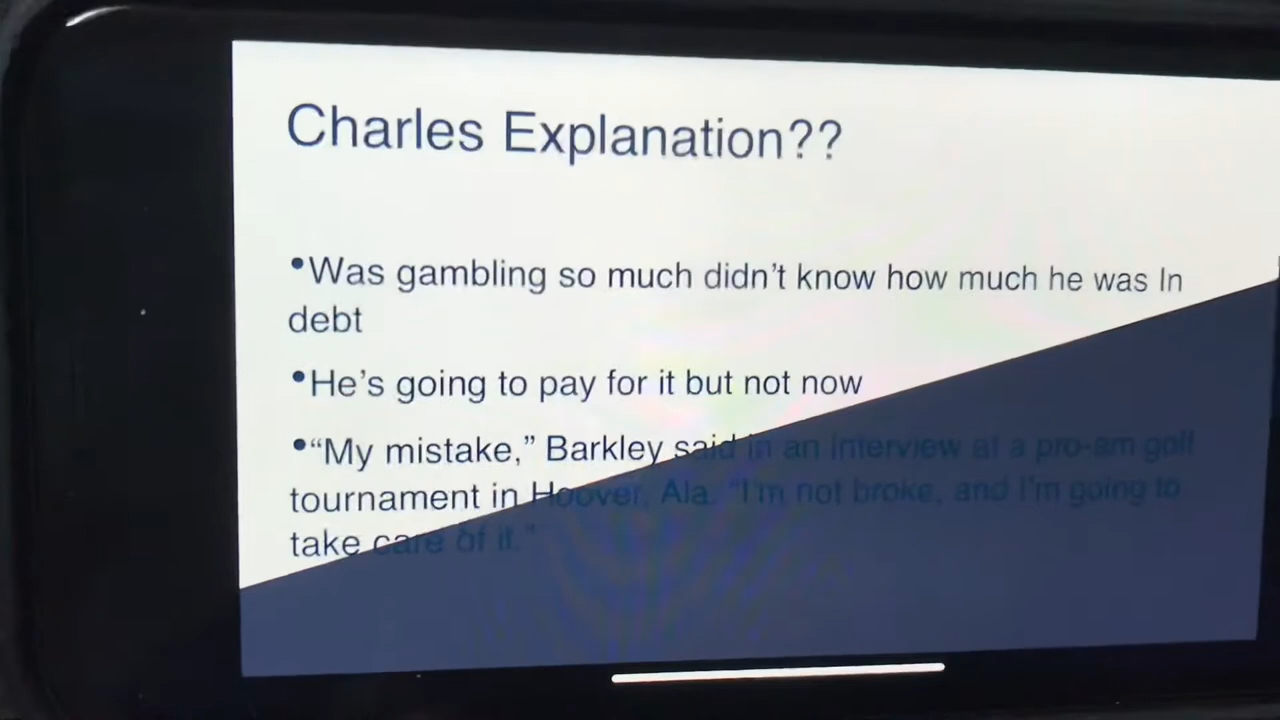 Charles Explanation??
•Was gambling so much didn't know how much he was In
debt
•He's going to pay for it but not now
•“My mistake,” Barkley said in an interview at a pro-am golf
tournament in Hoover, Ala. “I'm not broke, and I'm going to
take care of it.”